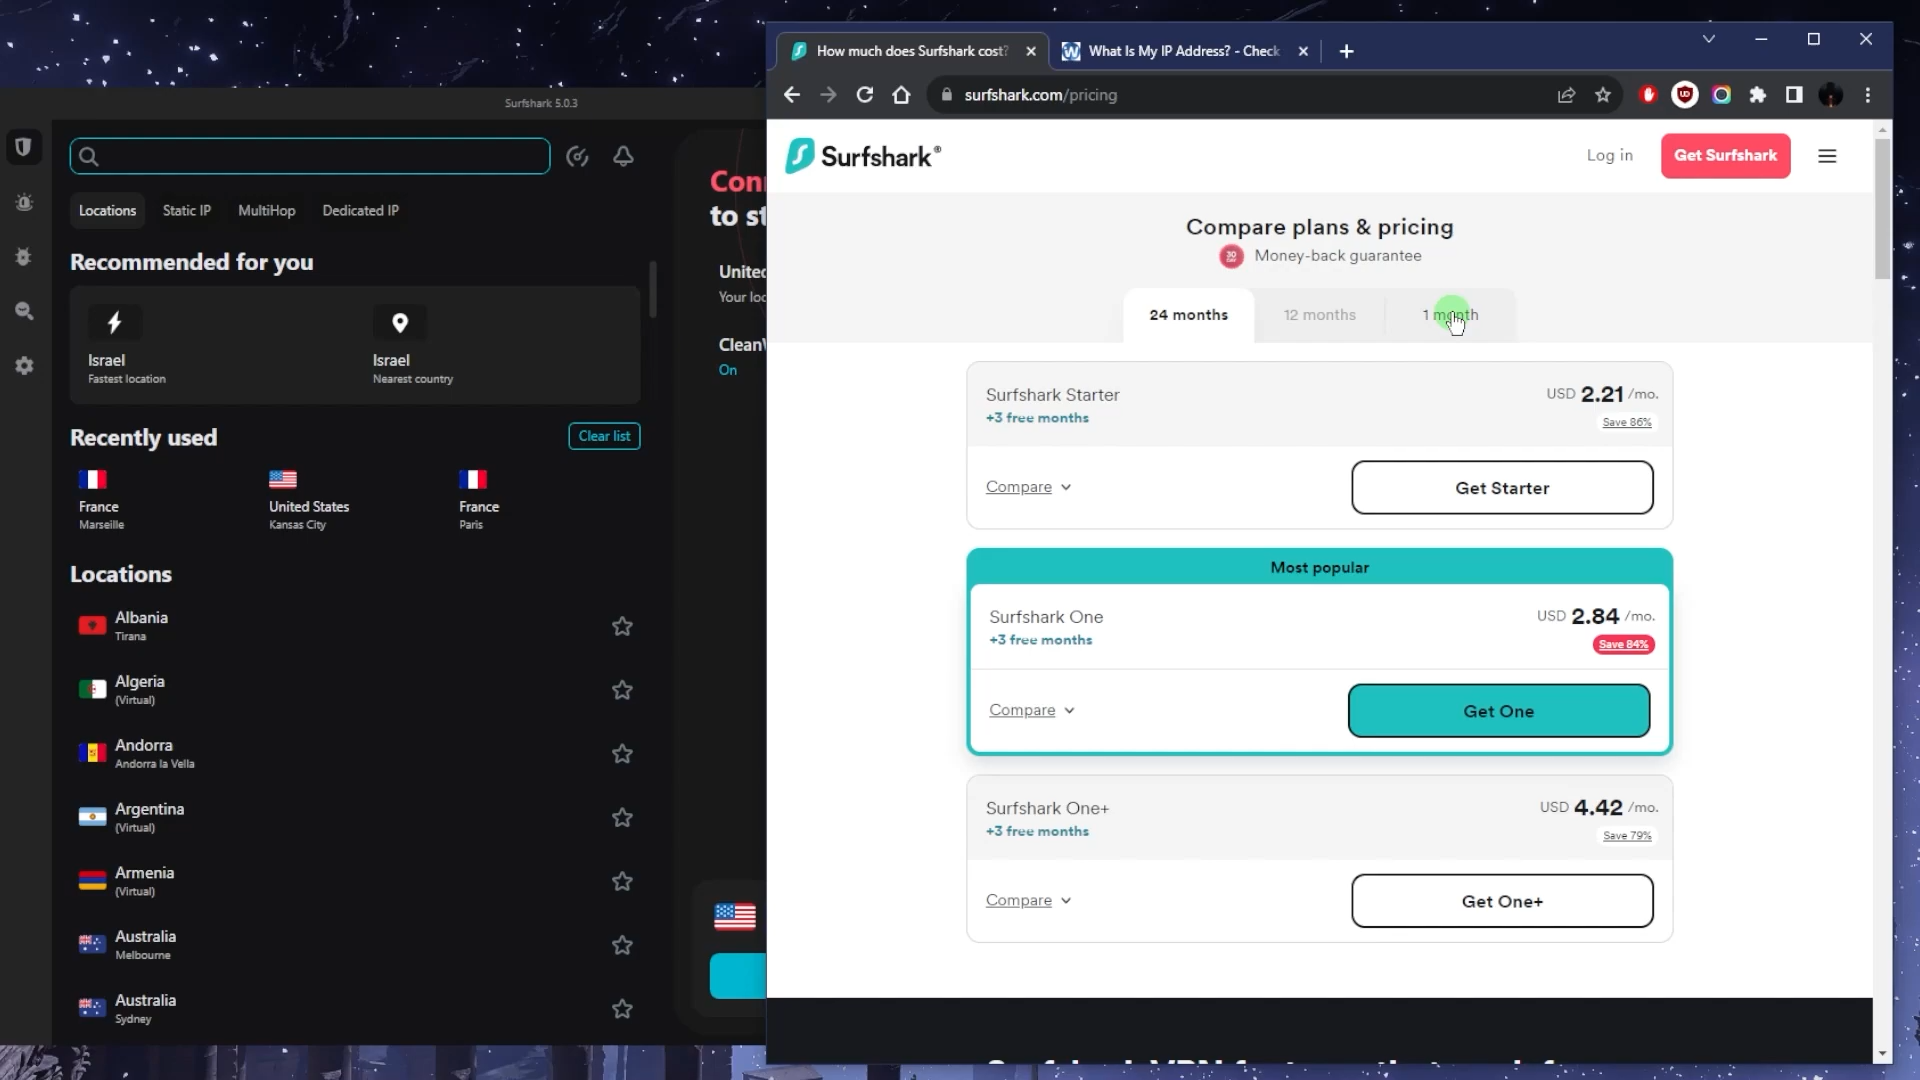 How much does Surfshark cost?
What Is My IP Address? - Check
surfshark.com/pricing
Surfshark 5.0.3
Locations
Static IP
MultiHop
Dedicated IP
Recommended for you
Israel
Fastest location
Israel
Nearest country
Recently used
Clear list
France
Marseille
United States
Kansas City
France
Paris
Locations
Albania
Tirana
Algeria
(Virtual)
Andorra
Andorra la Vella
Argentina
(Virtual)
Armenia
(Virtual)
Australia
Melbourne
Australia
Sydney
Con
to st
United
Your loc
Clean
On
Surfshark®
Log in
Get Surfshark
Compare plans & pricing
30 DAY
Money-back guarantee
24 months
12 months
1 month
Surfshark Starter
+3 free months
USD 2.21 /mo.
Save 86%
Compare
Get Starter
Most popular
Surfshark One
+3 free months
USD 2.84 /mo.
Save 84%
Compare
Get One
Surfshark One+
+3 free months
USD 4.42 /mo.
Save 79%
Compare
Get One+